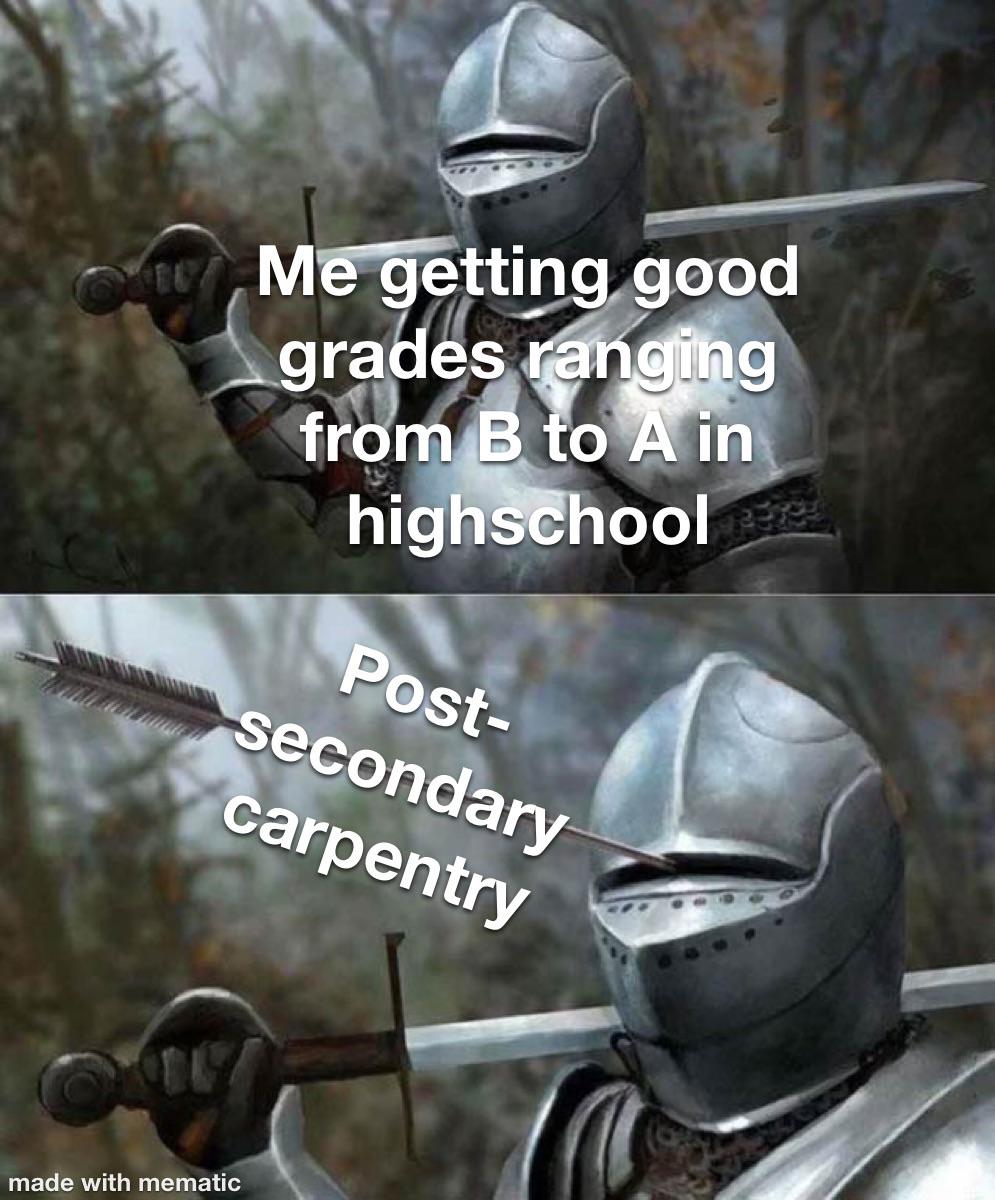 Me getting good
grades ranging
from B to A in
highschool
Post-
secondary
carpentry
made with mematic